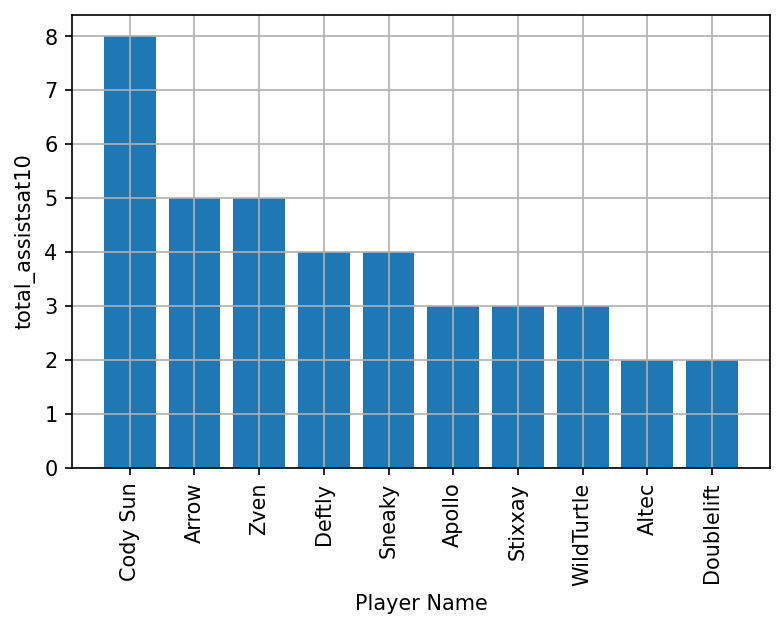 total_assistsat10
8
7
6
5
4
3
2
1
0
Cody Sun
Arrow
Zven
Deftly
Sneaky
Apollo
Stixxay
WildTurtle
Altec
Doublelift
Player Name